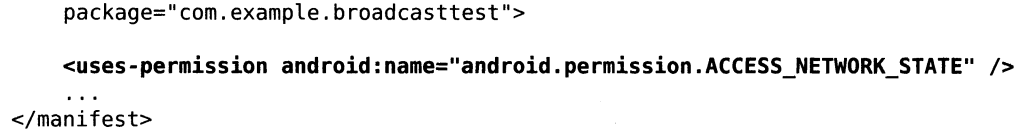 package="com.example.broadcasttest">
<uses-permission android:name="android.permission.ACCESS_NETWORK_STATE" />
...
</manifest>